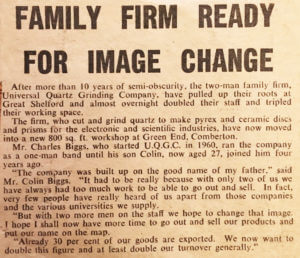 FAMILY FIRM READY
FOR IMAGE CHANGE
After more than 10 years of semi-obscurity, the two-man family firm,
Universal Quartz Grinding Company, have pulled up their roots at
Great Shelford and almost overnight doubled their staff and tripled
their working space.
The firm, who cut and grind quartz to make pyrex and ceramic discs
and prisms for the electronic and scientific industries, have now moved
into a new 800 sq. ft. workshop at Green End, Comberton.
Mr. Charles Biggs, who started U.Q.G.C. in 1960, ran the company
as a one-man band until his son Colin, now aged 27, joined him four
years ago.
"The company was built up on the good name of my father," said
Mr. Colin Biggs. "It had to be really because with only two of us we
have always had too much work to be able to go out and sell. In fact,
very few people have really heard of us apart from those companies
and the various universities we supply.
"But with two more men on the staff we hope to change that image.
I hope I shall now have more time to go out and sell our products and
put our name on the map.
"Already 30 per cent of our goods are exported. We now want to
double this figure and at least double our turnover generally."